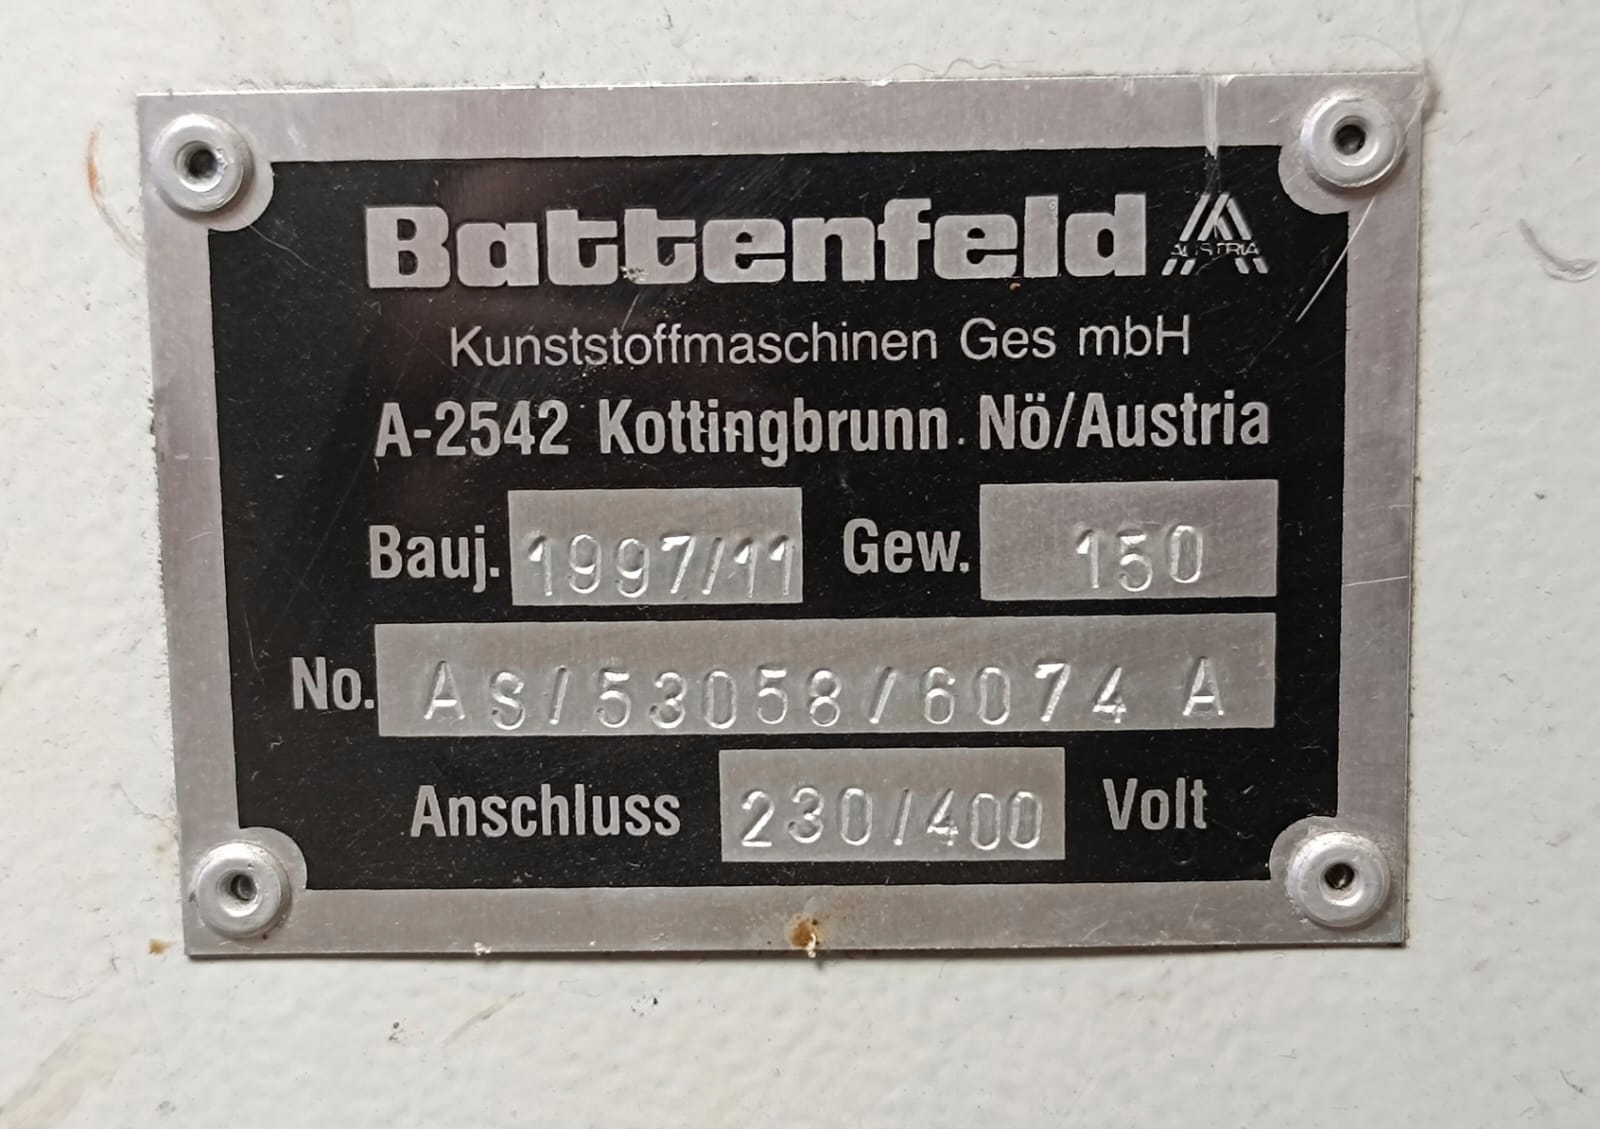 Battenfeld AUSTRIA
Kunststoffmaschinen Ges mbH
A-2542 Kottingbrunn. Nö/Austria
Bauj. 1997/11 Gew. 150
No. AS/53058/6074 A
Anschluss 230/400 Volt